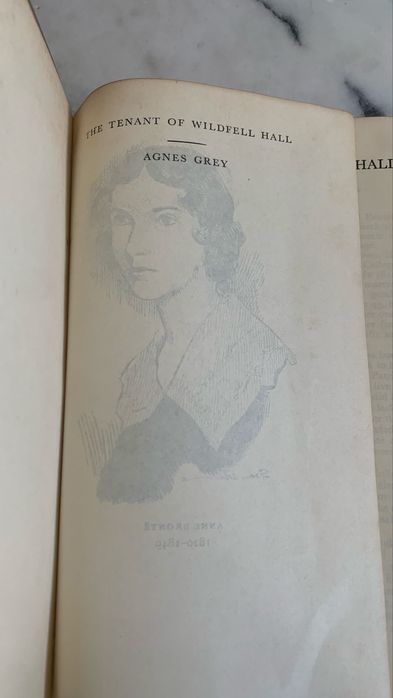 THE TENANT OF WILDFELL HALL
AGNES GREY
HALL
ANNE BRONTË
1820-1849